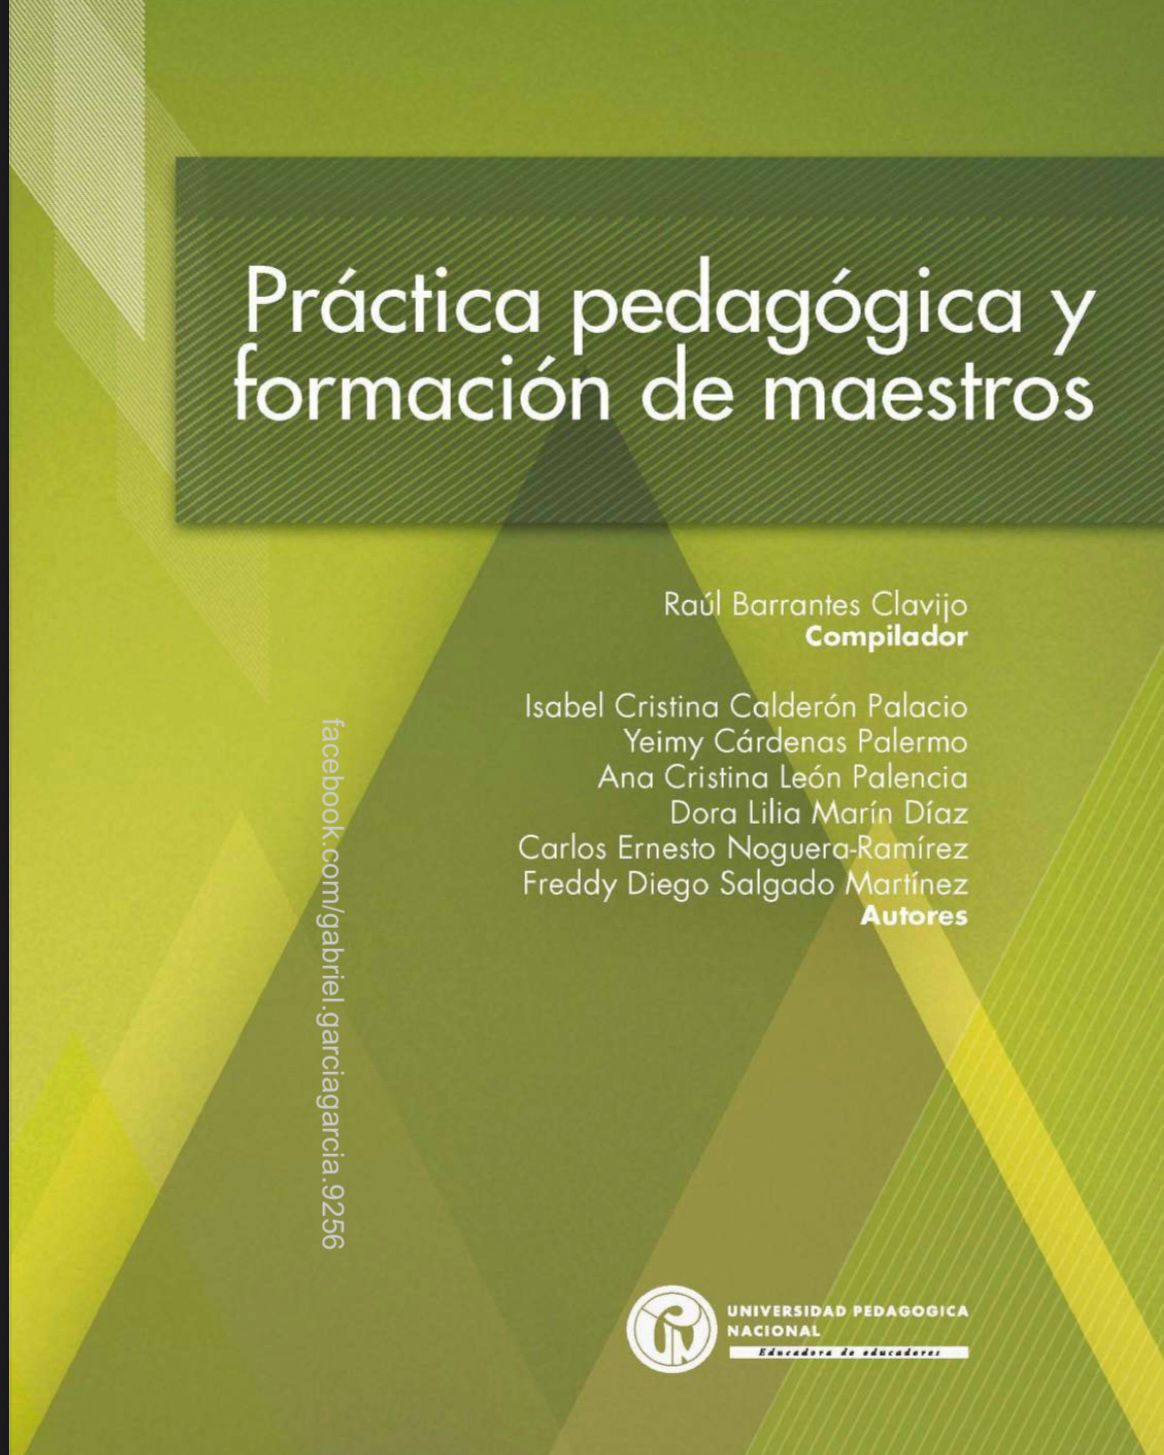 Práctica pedagógica y
formación de maestros
Raúl Barrantes Clavijo
Compilador
Isabel Cristina Calderón Palacio
Yeimy Cárdenas Palermo
Ana Cristina León Palencia
Dora Lilia Marín Díaz
Carlos Ernesto Noguera-Ramírez
Freddy Diego Salgado Martínez
Autores
facebook.com/gabriel.garciagarcia.9256
UNIVERSIDAD PEDAGOGICA
NACIONAL
Educadora de educadores